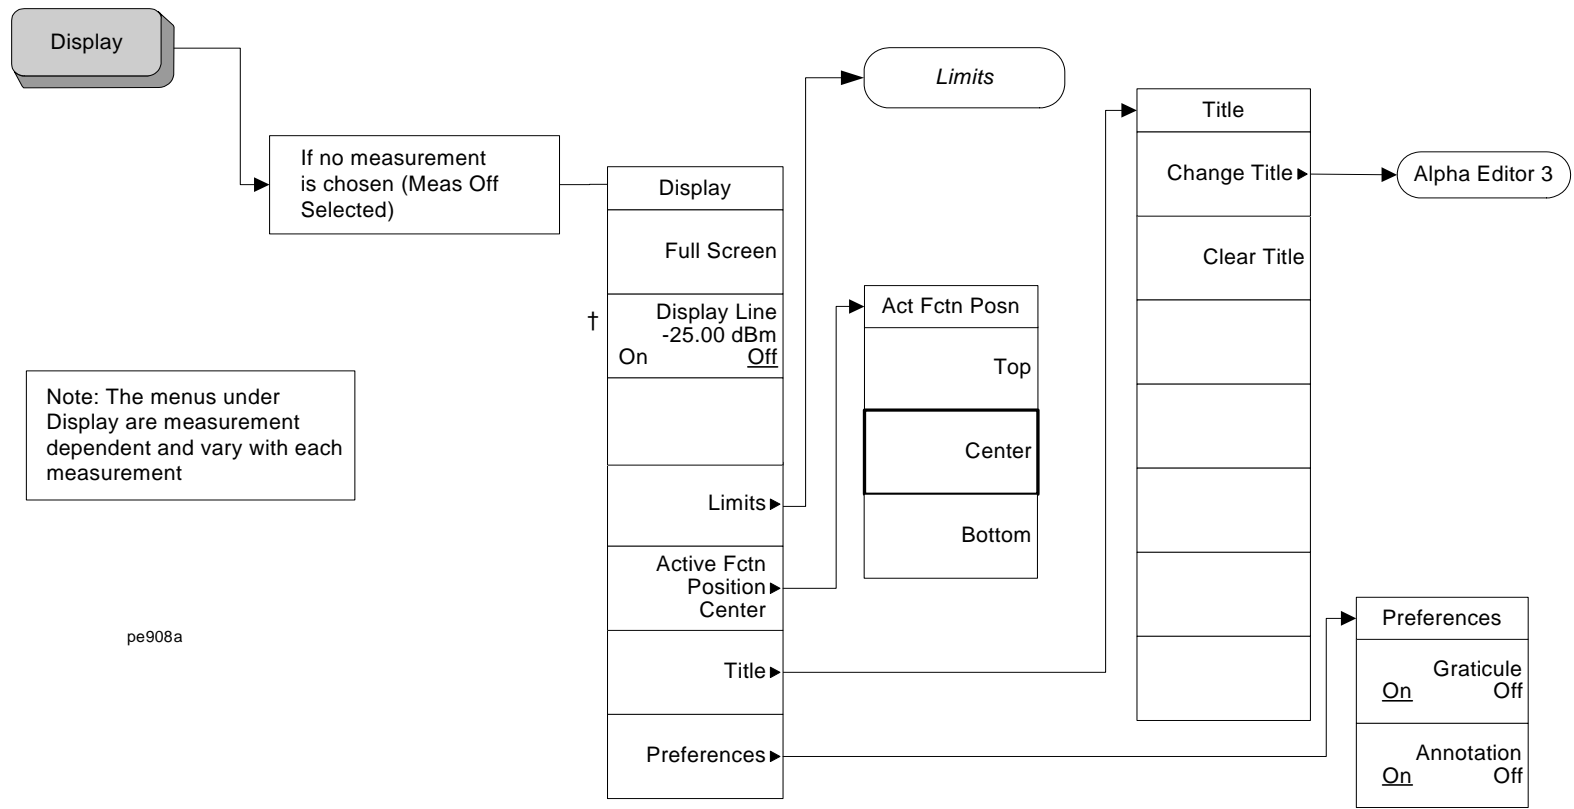 Display
If no measurement
is chosen (Meas Off
Selected)
Note: The menus under
Display are measurement
dependent and vary with each
measurement
pe908a
Display
Full Screen
†
Display Line
-25.00 dBm
On Off
Limits
Active Fctn
Position
Center
Title
Preferences
Limits
Act Fctn Posn
Top
Center
Bottom
Title
Change Title
Clear Title
Alpha Editor 3
Preferences
Graticule
On Off
Annotation
On Off